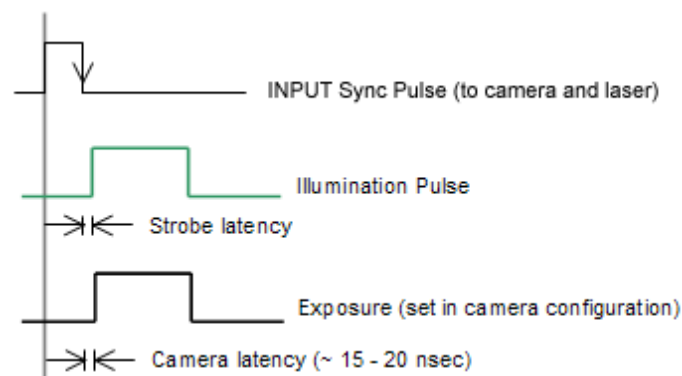 INPUT Sync Pulse (to camera and laser)
Illumination Pulse
Strobe latency
Exposure (set in camera configuration)
Camera latency (~ 15 - 20 nsec)